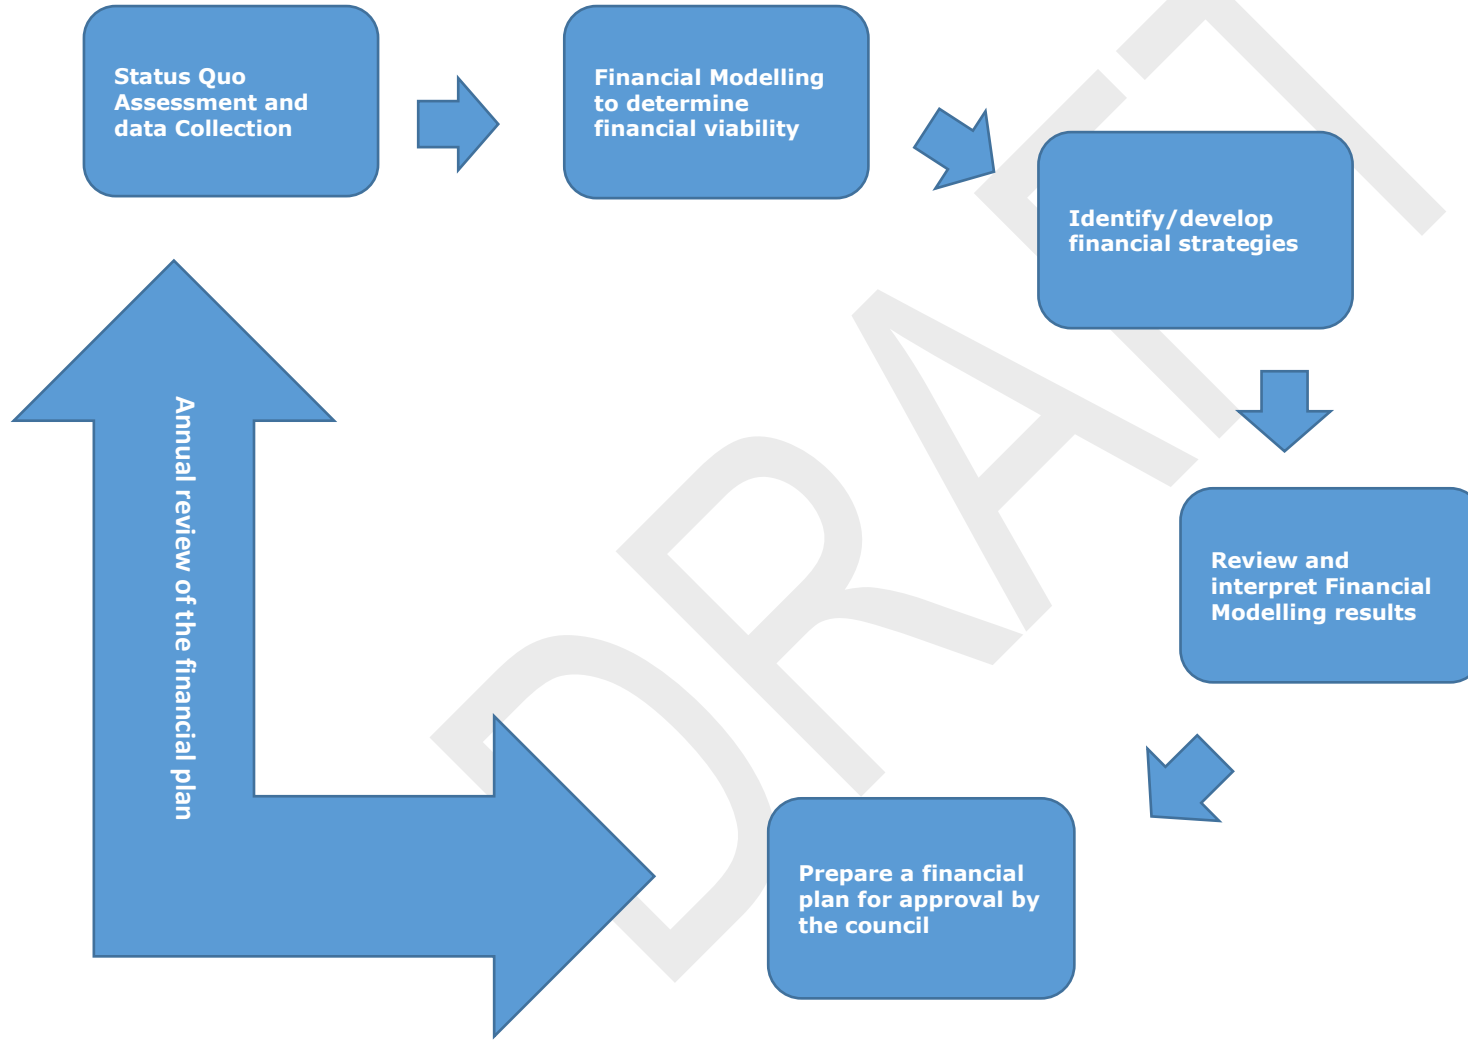 Status Quo
Assessment and
data Collection
Financial Modelling
to determine
financial viability
Identify/develop
financial strategies
Review and
interpret Financial
Modelling results
Prepare a financial
plan for approval by
the council
Annual review of the financial plan
DRAFT